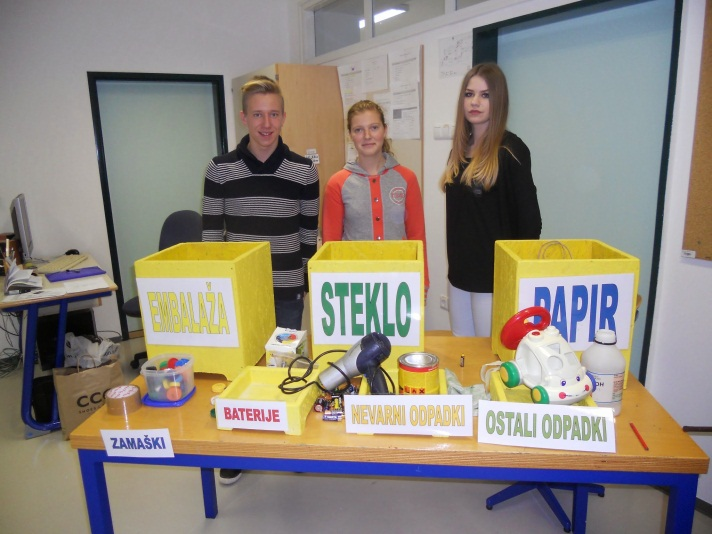 EMBALAŽA
STEKLO
PAPIR
BATERIJE
NEVARNI ODPADKI
OSTALI ODPADKI
ZAMAŠKI